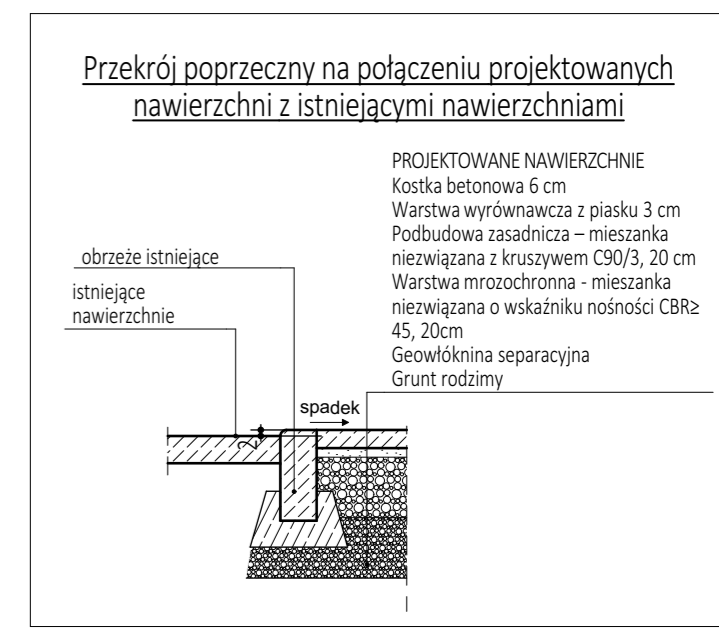 Przekrój poprzeczny na połączeniu projektowanych
nawierzchni z istniejącymi nawierzchniami
PROJEKTOWANE NAWIERZCHNIE
Kostka betonowa 6 cm
Warstwa wyrównawcza z piasku 3 cm
Podbudowa zasadnicza – mieszanka
niezwiązana z kruszywem C90/3, 20 cm
Warstwa mrozochronna - mieszanka
niezwiązana o wskaźniku nośności CBR≥
45, 20cm
Geowłóknina separacyjna
Grunt rodzimy
obrzeże istniejące
istniejące
nawierzchnie
spadek
2